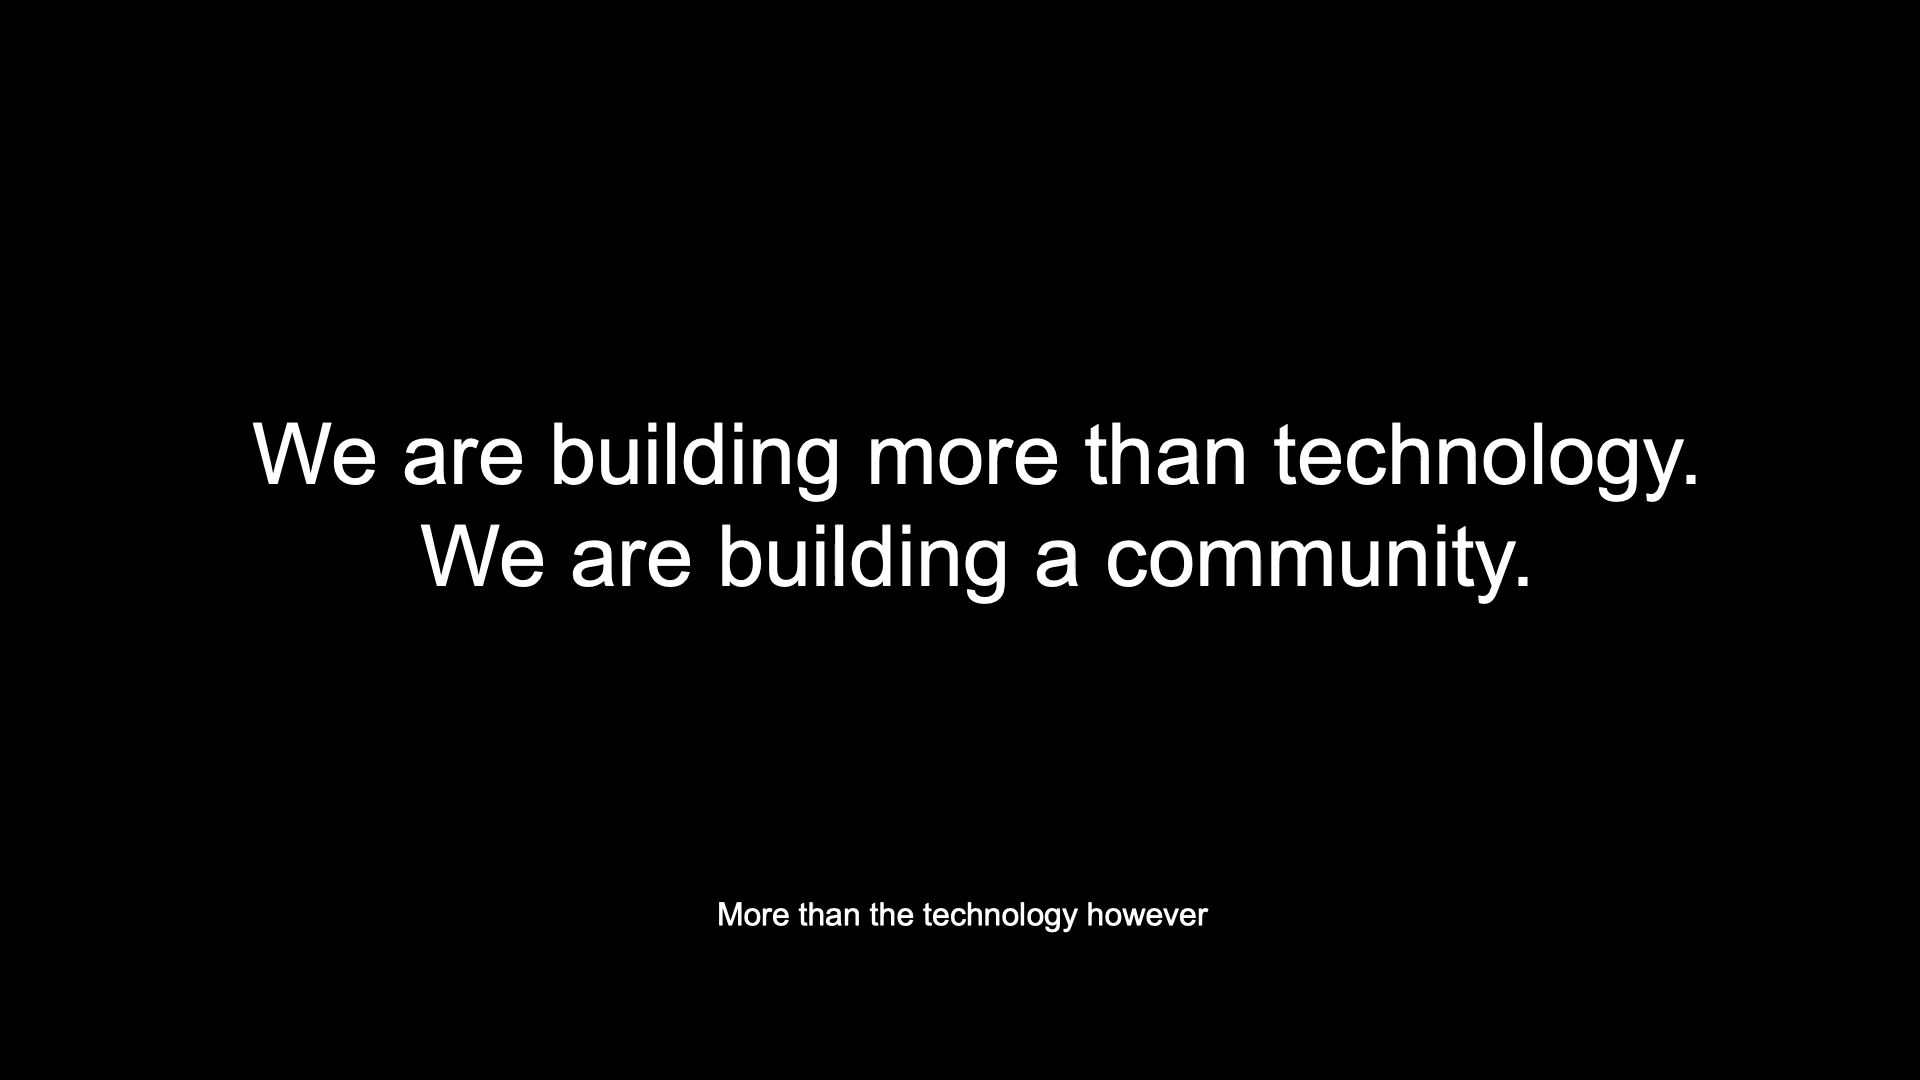 We are building more than technology.
We are building a community.
More than the technology however